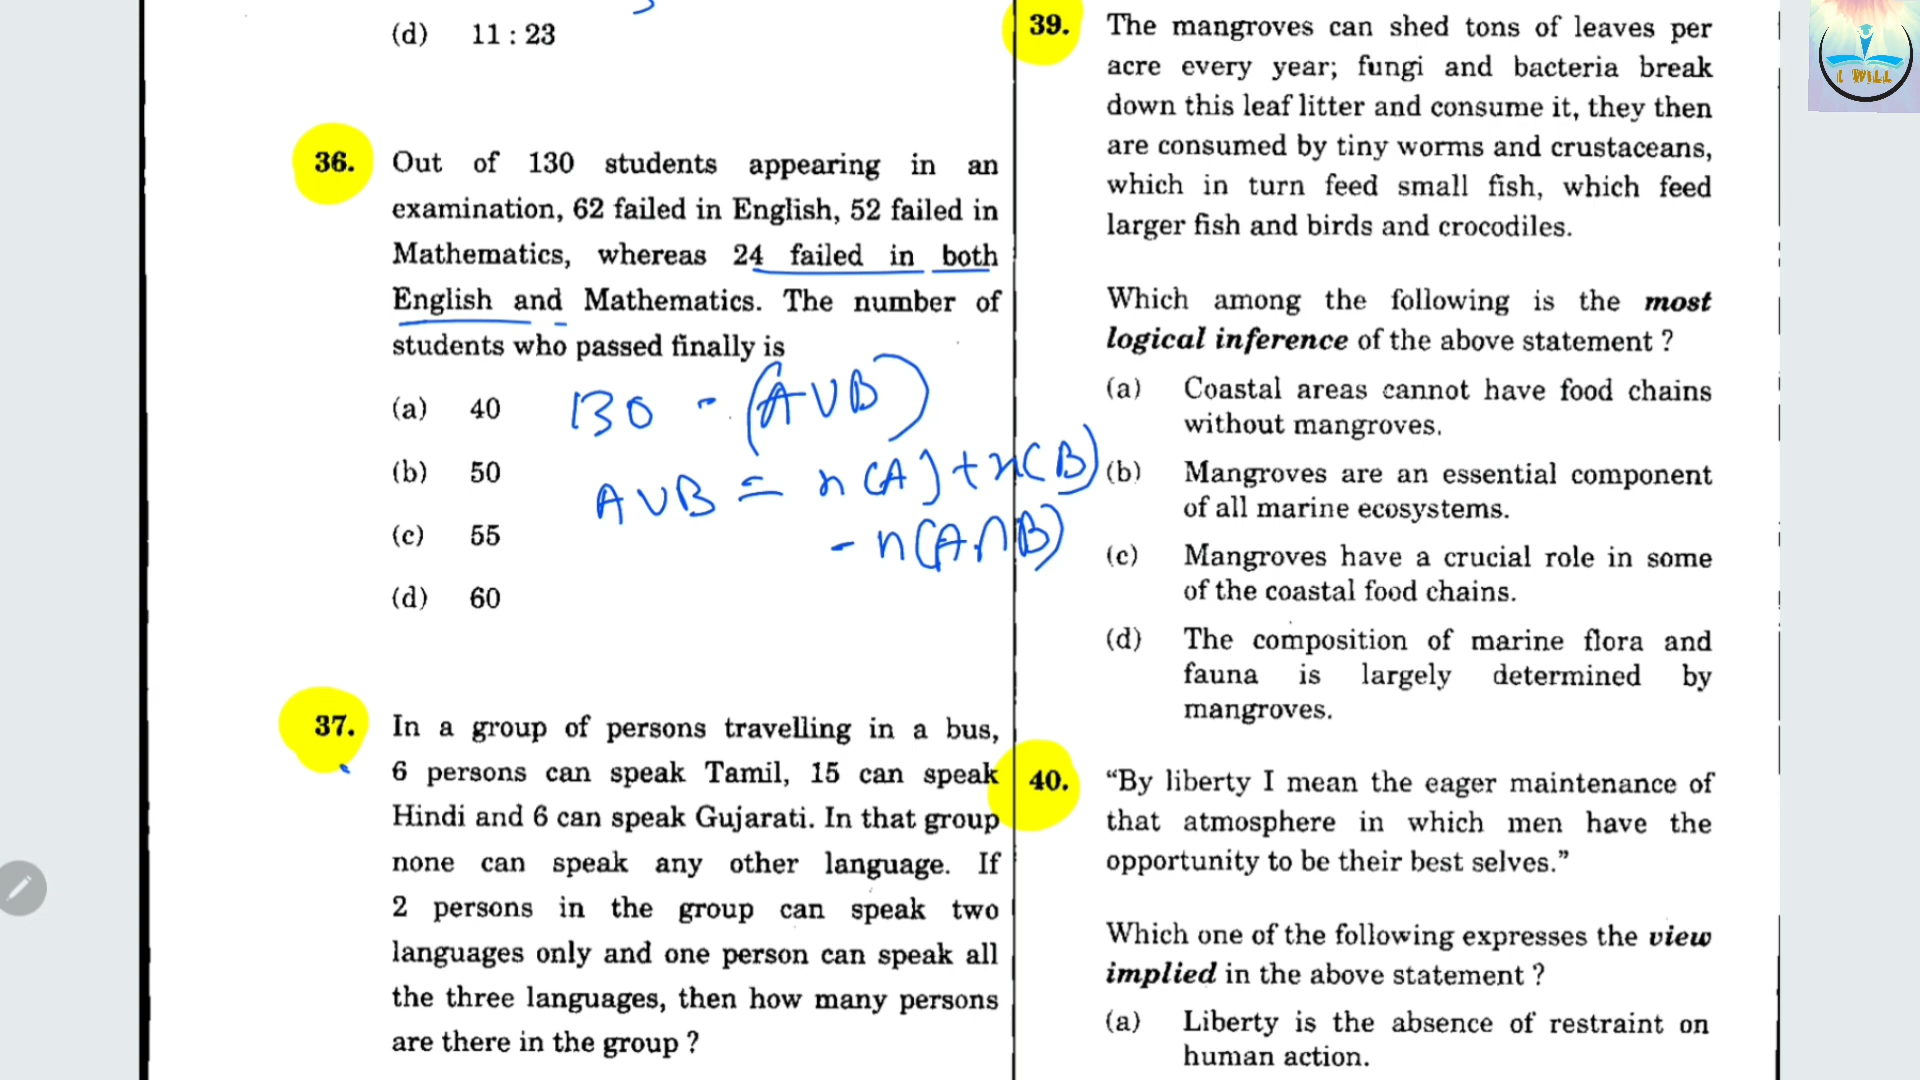 (d) 11 : 23
36. Out of 130 students appearing in an
examination, 62 failed in English, 52 failed in
Mathematics, whereas 24 failed in both
English and Mathematics. The number of
students who passed finally is
(a) 40
(b) 50
(c) 55
(d) 60
130 - (A∪B)
A∪B = n(A) + n(B)
- n(A∩B)
37. In a group of persons travelling in a bus,
6 persons can speak Tamil, 15 can speak
Hindi and 6 can speak Gujarati. In that group
none can speak any other language. If
2 persons in the group can speak two
languages only and one person can speak all
the three languages, then how many persons
are there in the group ?
39. The mangroves can shed tons of leaves per
acre every year; fungi and bacteria break
down this leaf litter and consume it, they then
are consumed by tiny worms and crustaceans,
which in turn feed small fish, which feed
larger fish and birds and crocodiles.
Which among the following is the most
logical inference of the above statement ?
(a) Coastal areas cannot have food chains
without mangroves.
(b) Mangroves are an essential component
of all marine ecosystems.
(c) Mangroves have a crucial role in some
of the coastal food chains.
(d) The composition of marine flora and
fauna is largely determined by
mangroves.
40. “By liberty I mean the eager maintenance of
that atmosphere in which men have the
opportunity to be their best selves.”
Which one of the following expresses the view
implied in the above statement ?
(a) Liberty is the absence of restraint on
human action.
I WILL